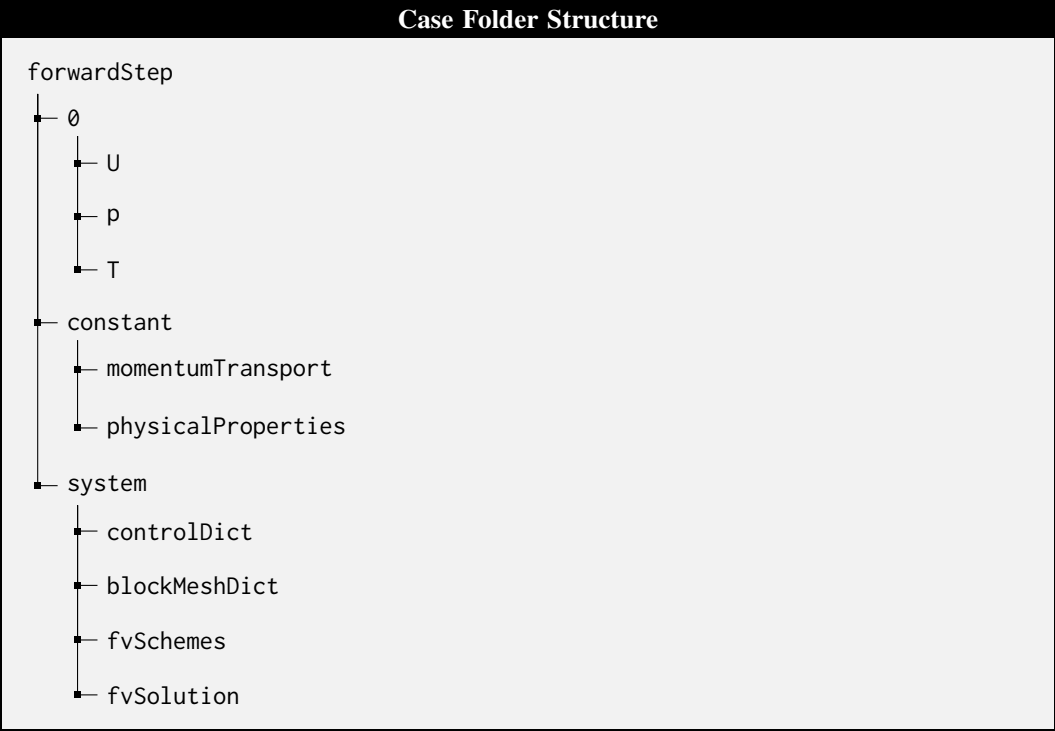 Case Folder Structure
forwardStep
0
U
p
T
constant
momentumTransport
physicalProperties
system
controlDict
blockMeshDict
fvSchemes
fvSolution